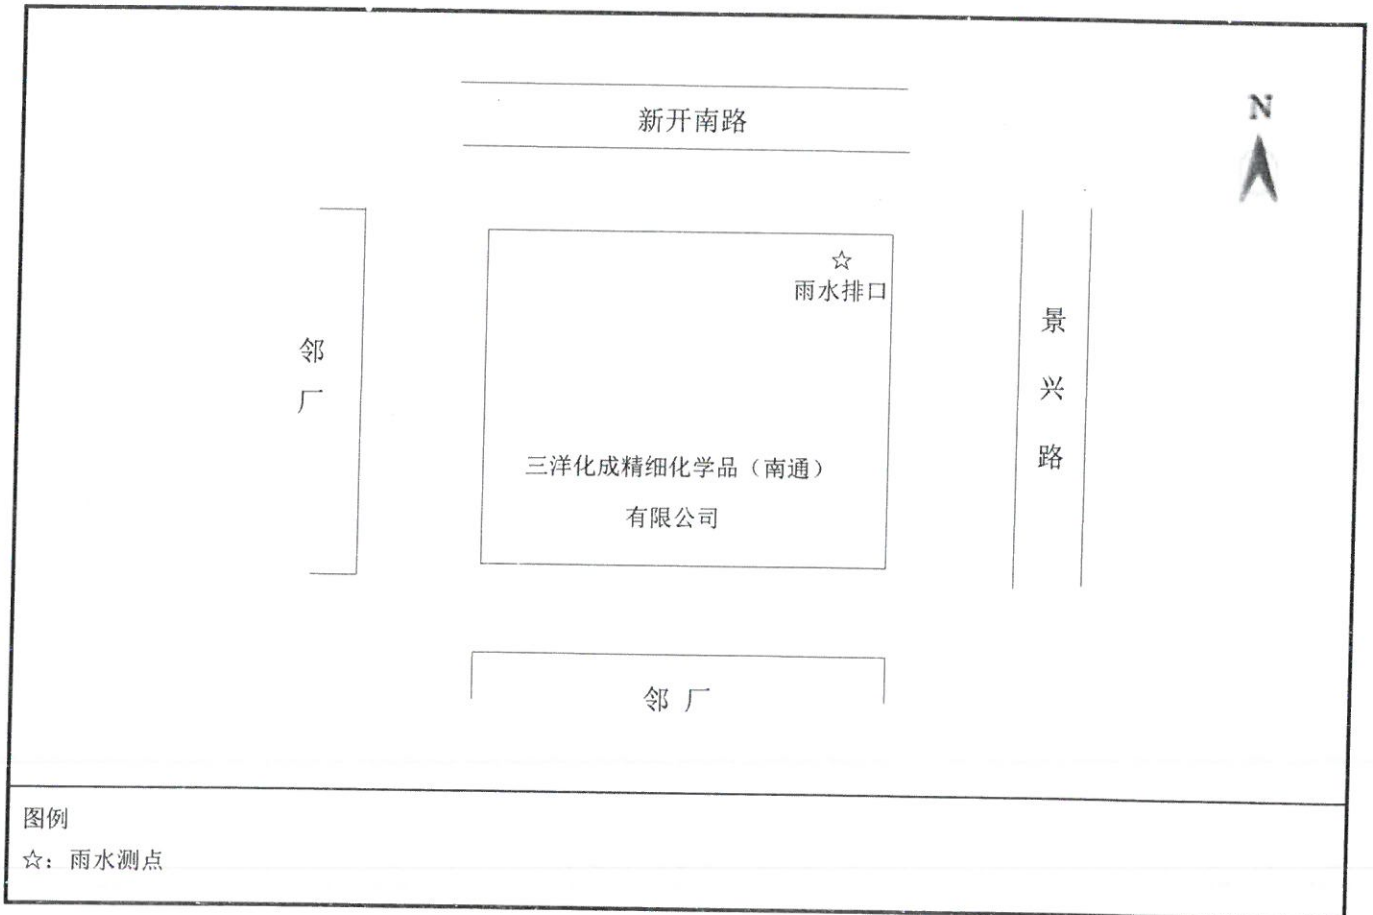 新开南路
N
☆
雨水排口
邻
厂
景
兴
路
三洋化成精细化学品（南通）
有限公司
邻 厂
图例
☆：雨水测点